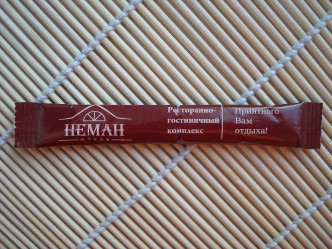 НЕМАН
Ресторанно-
гостиничный
комплекс
Приятного
Вам
отдыха!